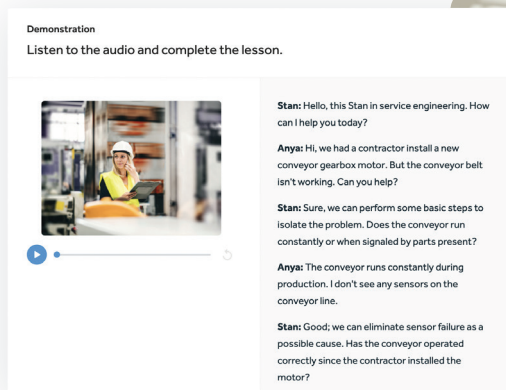 Demonstration
Listen to the audio and complete the lesson.
Stan: Hello, this Stan in service engineering. How
can I help you today?
Anya: Hi, we had a contractor install a new
conveyor gearbox motor. But the conveyor belt
isn't working. Can you help?
Stan: Sure, we can perform some basic steps to
isolate the problem. Does the conveyor run
constantly or when signaled by parts present?
Anya: The conveyor runs constantly during
production. I don't see any sensors on the
conveyor line.
Stan: Good; we can eliminate sensor failure as a
possible cause. Has the conveyor operated
correctly since the contractor installed the
motor?